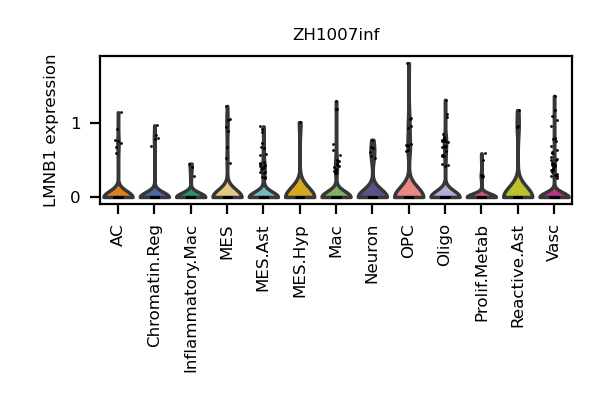 ZH1007inf
LMNB1 expression
1
0
AC
Chromatin.Reg
Inflammatory.Mac
MES
MES.Ast
MES.Hyp
Mac
Neuron
OPC
Oligo
Prolif.Metab
Reactive.Ast
Vasc